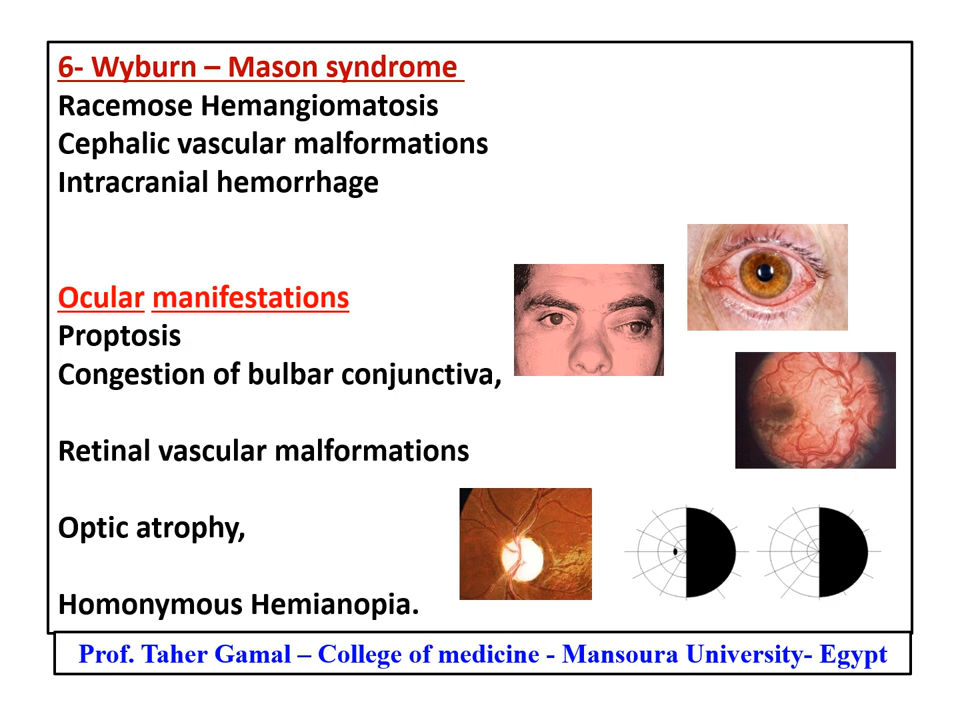 6- Wyburn – Mason syndrome
Racemose Hemangiomatosis
Cephalic vascular malformations
Intracranial hemorrhage
Ocular manifestations
Proptosis
Congestion of bulbar conjunctiva,
Retinal vascular malformations
Optic atrophy,
Homonymous Hemianopia.
Prof. Taher Gamal – College of medicine - Mansoura University- Egypt